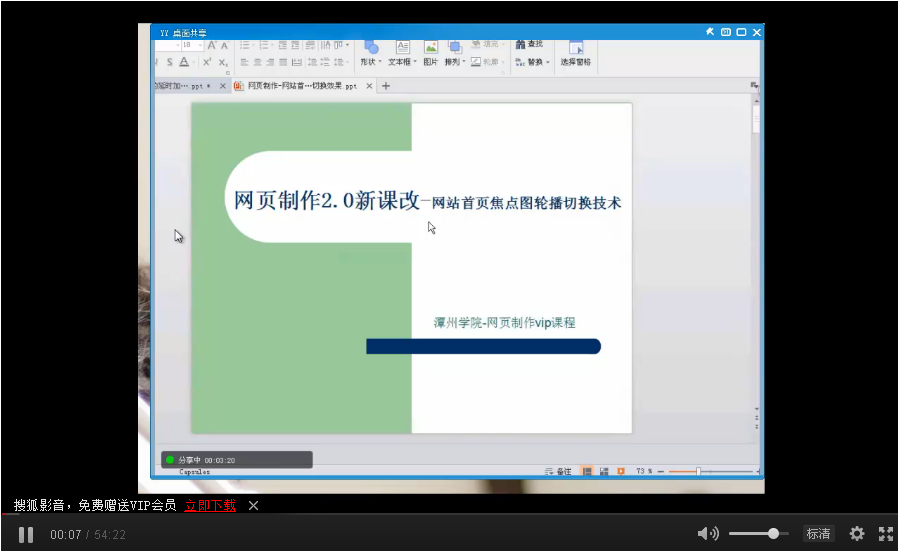 YY 桌面共享
18
填充
查找
形状
文本框
图片
排列
轮廓
替换
选择窗格
网页制作-网站首…切换效果.ppt
网页制作2.0新课改-网站首页焦点图轮播切换技术
潭州学院-网页制作vip课程
分享中 00:03:20
Capsules
备注
73 %
搜狐影音，免费赠送VIP会员 立即下载
00:07 / 54:22
标清